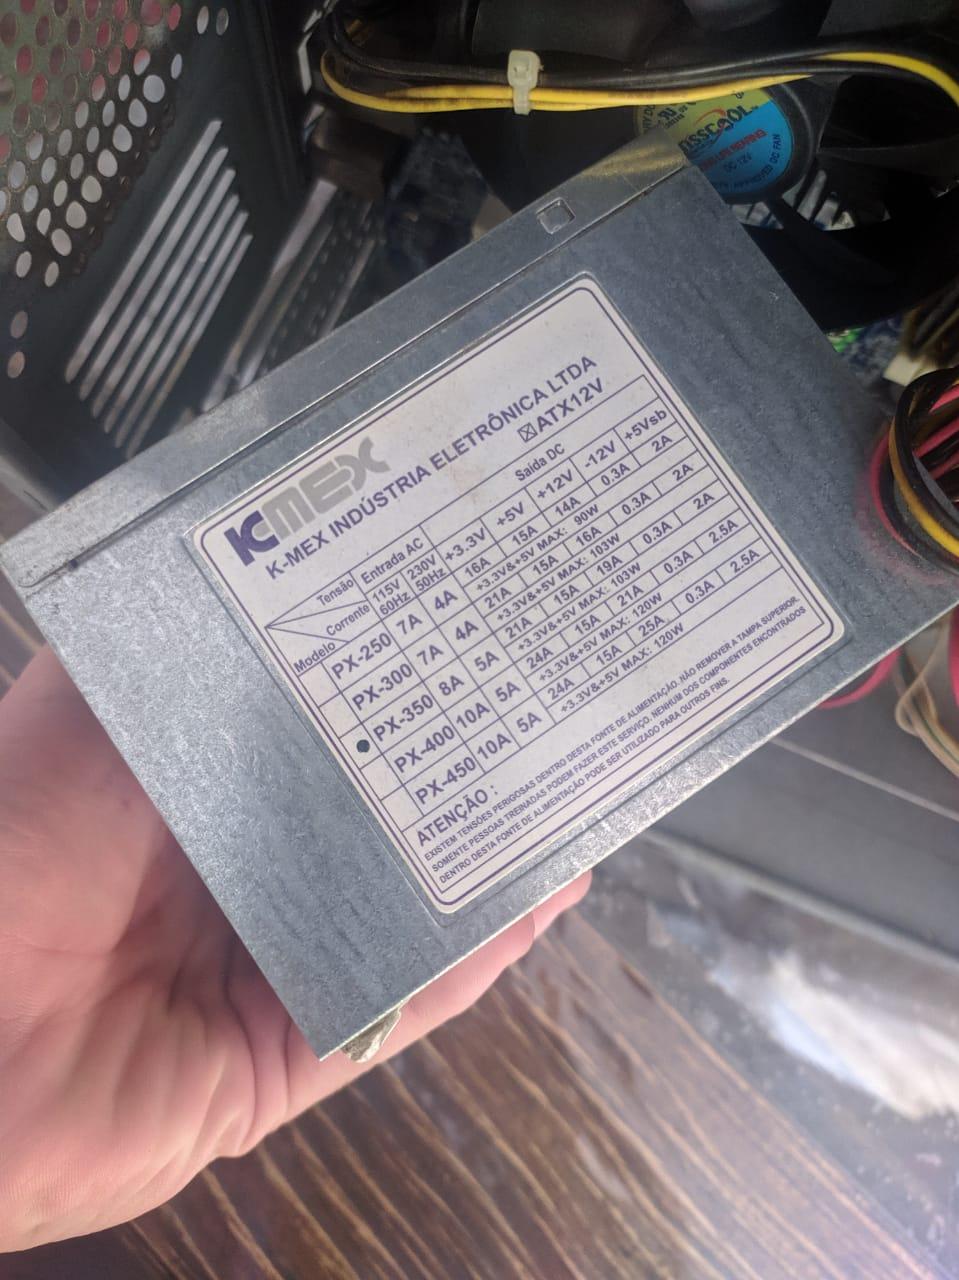 KMEX
K-MEX INDÚSTRIA ELETRÔNICA LTDA
☒ATX12V
Tensão Entrada AC Saída DC
Corrente 115V 60Hz 230V 50Hz +3.3V +5V +12V -12V +5Vsb
Modelo
PX-250 7A 4A 16A 15A 14A 0.3A 2A
+3.3V&+5V MAX: 90W
PX-300 7A 4A 21A 15A 16A 0.3A 2A
+3.3V&+5V MAX: 103W
PX-350 8A 5A 21A 15A 19A 0.3A 2A
+3.3V&+5V MAX: 103W
PX-400 10A 5A 24A 15A 21A 0.3A 2.5A
+3.3V&+5V MAX: 120W
PX-450 10A 5A 24A 15A 25A 0.3A 2.5A
+3.3V&+5V MAX: 120W
ATENÇÃO :
EXISTEM TENSÕES PERIGOSAS DENTRO DESTA FONTE DE ALIMENTAÇÃO. NÃO REMOVER A TAMPA SUPERIOR.
SOMENTE PESSOAS TREINADAS PODEM FAZER ESTE SERVIÇO. NENHUM DOS COMPONENTES ENCONTRADOS
DENTRO DESTA FONTE DE ALIMENTAÇÃO PODE SER UTILIZADO PARA OUTROS FINS.
DC 12V
DC FAN